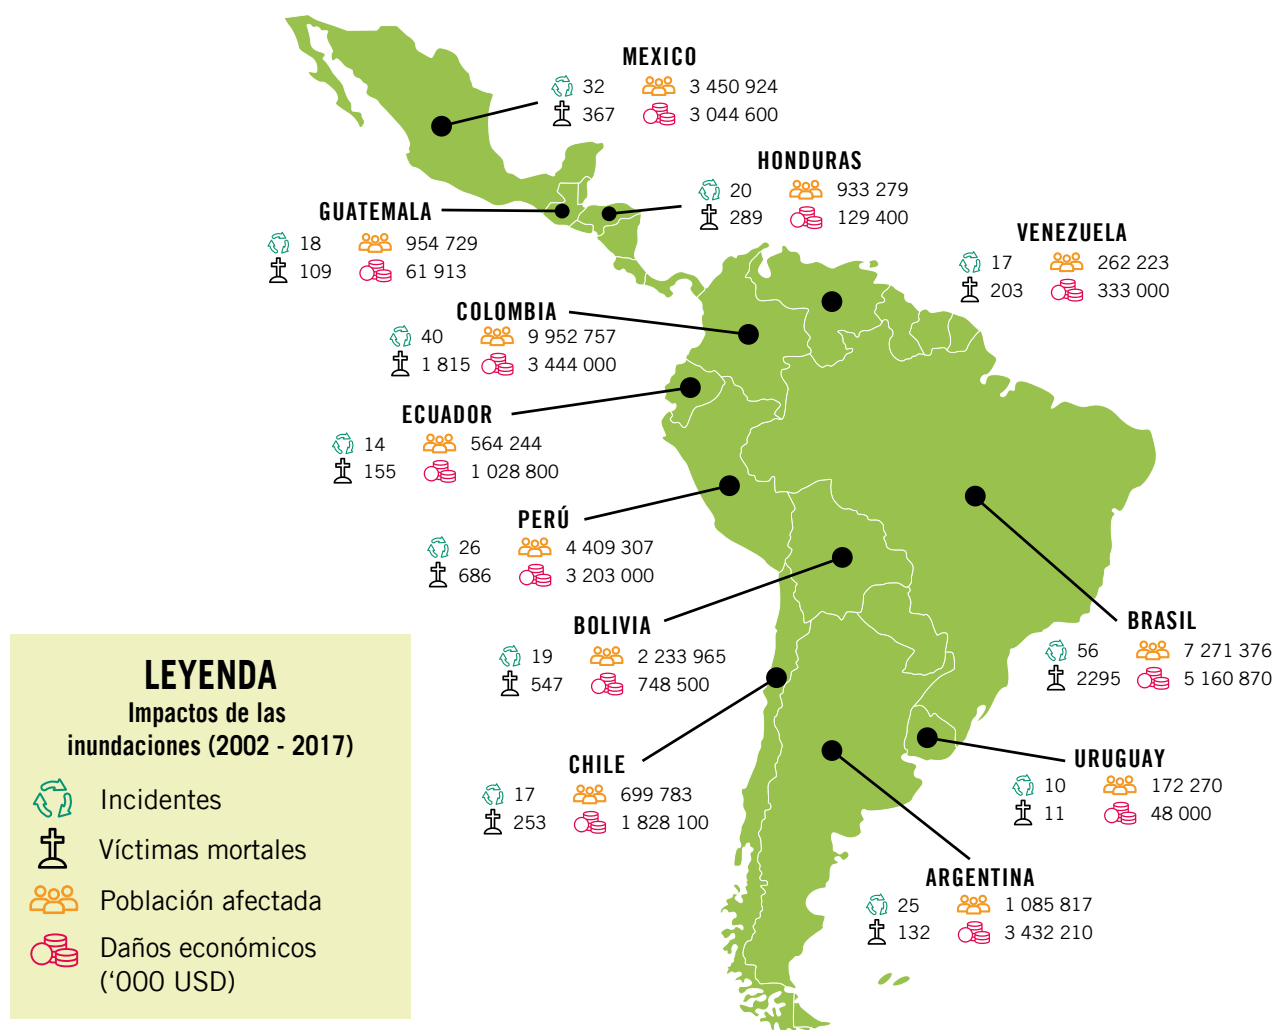 MEXICO
32 3 450 924
367 3 044 600
HONDURAS
20 933 279
289 129 400
GUATEMALA
18 954 729
109 61 913
VENEZUELA
17 262 223
203 333 000
COLOMBIA
40 9 952 757
1 815 3 444 000
ECUADOR
14 564 244
155 1 028 800
PERÚ
26 4 409 307
686 3 203 000
BOLIVIA
19 2 233 965
547 748 500
BRASIL
56 7 271 376
2295 5 160 870
CHILE
17 699 783
253 1 828 100
URUGUAY
10 172 270
11 48 000
ARGENTINA
25 1 085 817
132 3 432 210
LEYENDA
Impactos de las
inundaciones (2002 - 2017)
Incidentes
Víctimas mortales
Población afectada
Daños económicos
(‘000 USD)